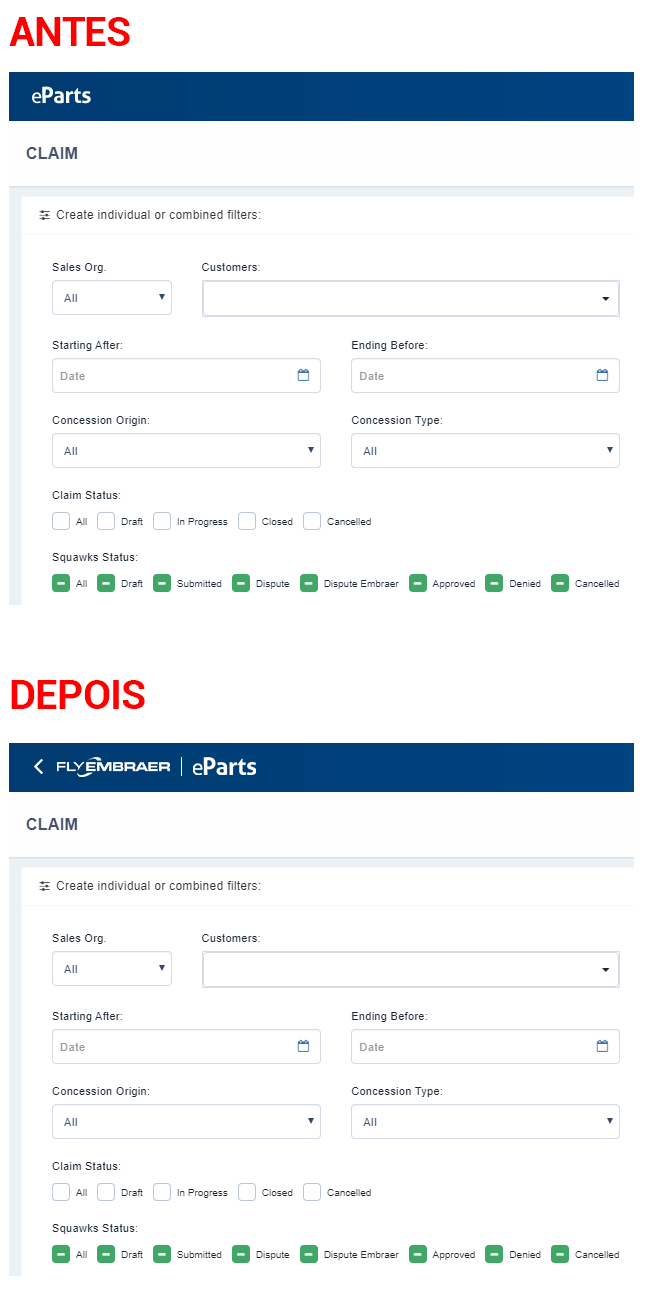 ANTES
eParts
CLAIM
Create individual or combined filters:
Sales Org. Customers:
All
Starting After: Ending Before:
Date Date
Concession Origin: Concession Type:
All All
Claim Status:
All Draft In Progress Closed Cancelled
Squawks Status:
All Draft Submitted Dispute Dispute Embraer Approved Denied Cancelled
DEPOIS
FLYEMBRAER | eParts
CLAIM
Create individual or combined filters:
Sales Org. Customers:
All
Starting After: Ending Before:
Date Date
Concession Origin: Concession Type:
All All
Claim Status:
All Draft In Progress Closed Cancelled
Squawks Status:
All Draft Submitted Dispute Dispute Embraer Approved Denied Cancelled